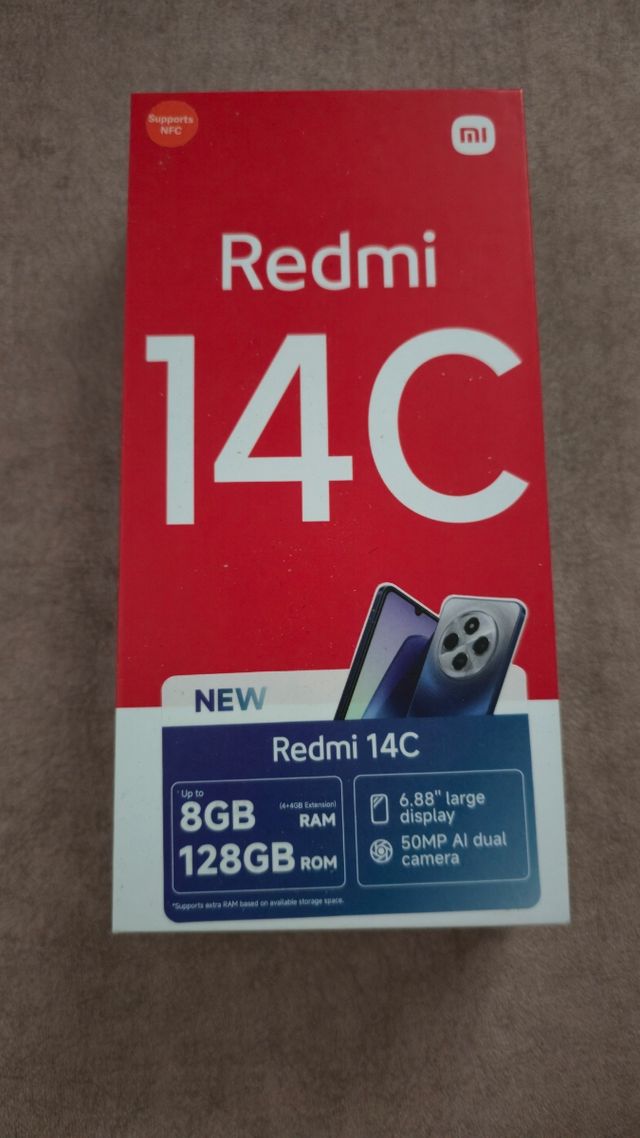 Supports
NFC
mi
Redmi
14C
NEW
Redmi 14C
Up to
8GB (4+4GB Extension) RAM
128GB ROM
6.88" large
display
50MP AI dual
camera
*Supports extra RAM based on available storage space.